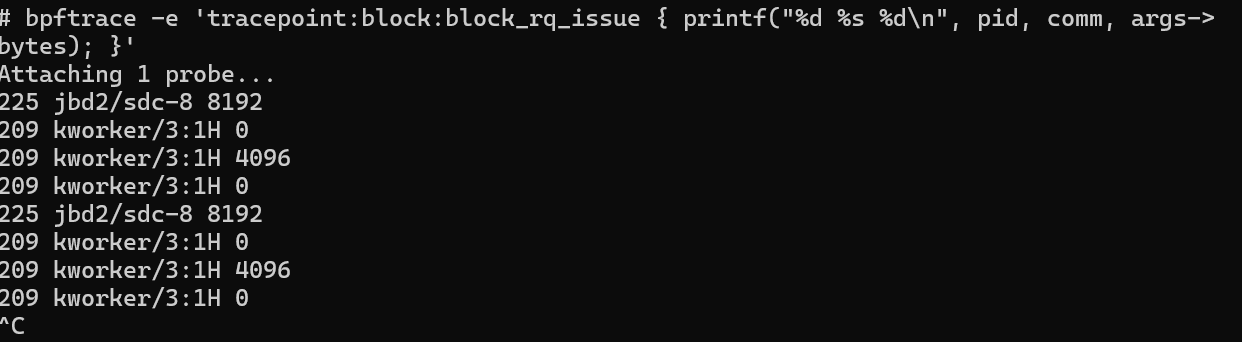 # bpftrace -e 'tracepoint:block:block_rq_issue { printf("%d %s %d\n", pid, comm, args->
bytes); }'
Attaching 1 probe...
225 jbd2/sdc-8 8192
209 kworker/3:1H 0
209 kworker/3:1H 4096
209 kworker/3:1H 0
225 jbd2/sdc-8 8192
209 kworker/3:1H 0
209 kworker/3:1H 4096
209 kworker/3:1H 0
^C